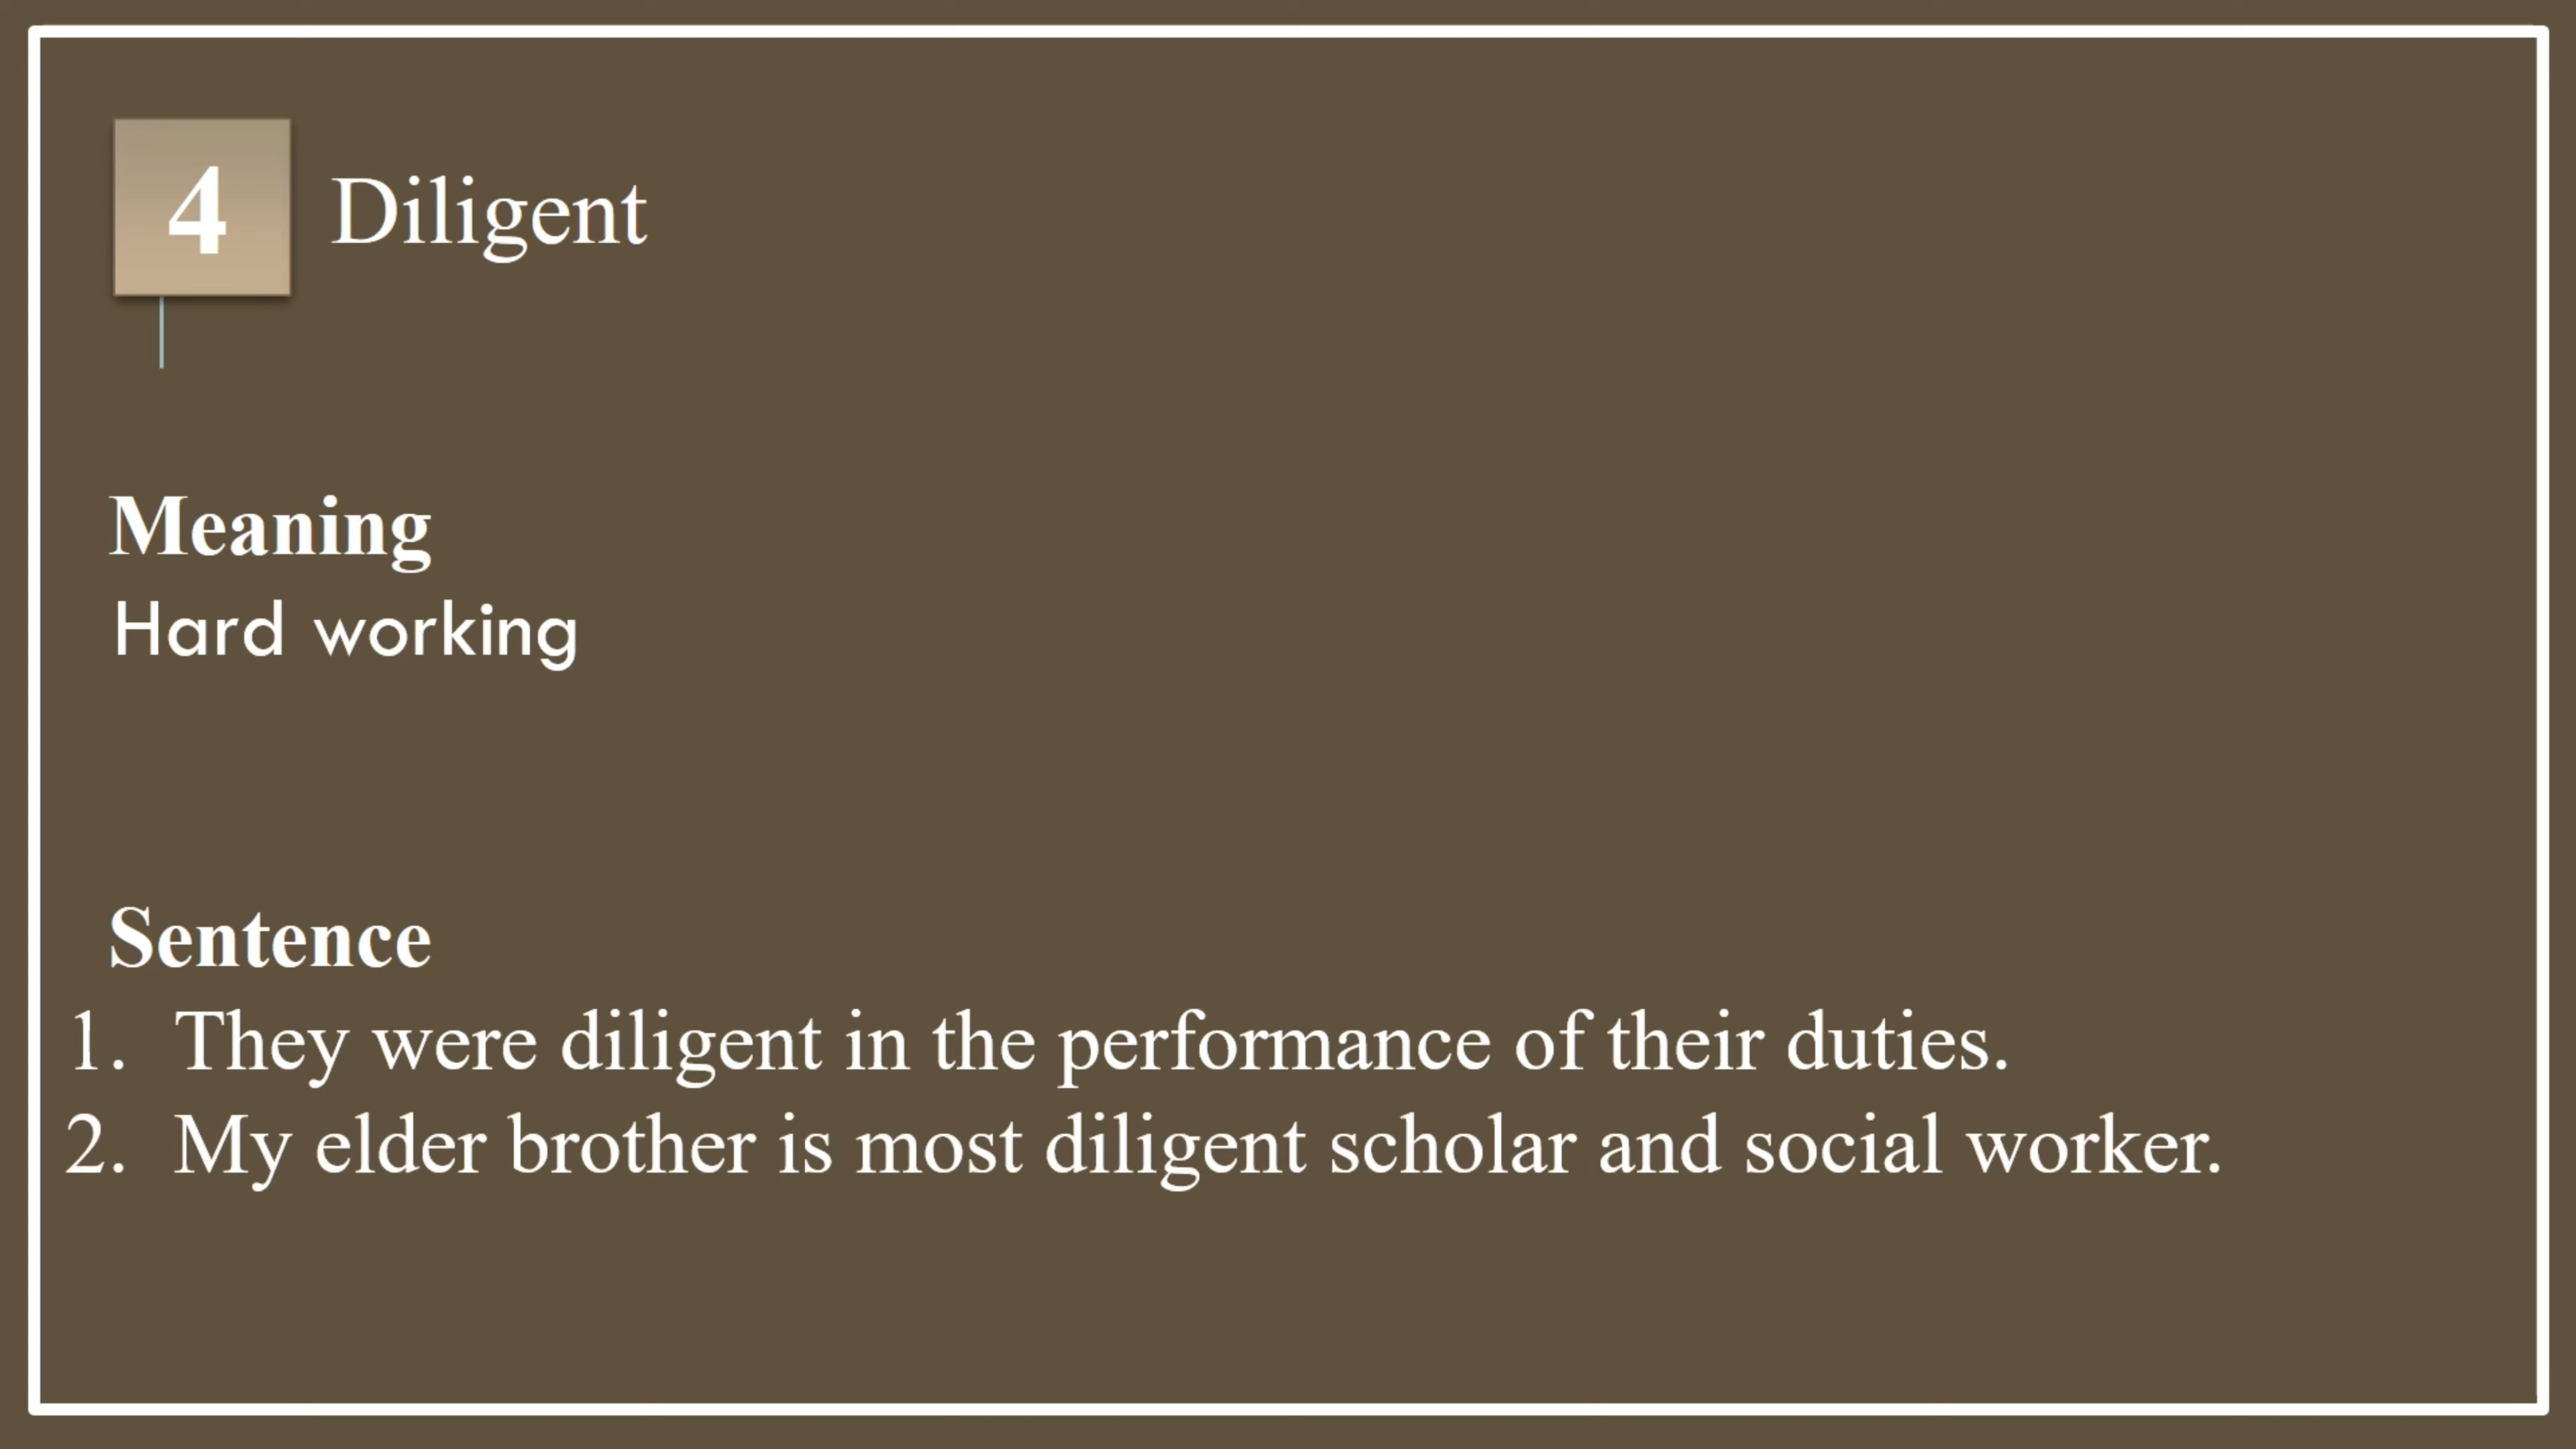 4 Diligent
Meaning
Hard working
Sentence
1. They were diligent in the performance of their duties.
2. My elder brother is most diligent scholar and social worker.